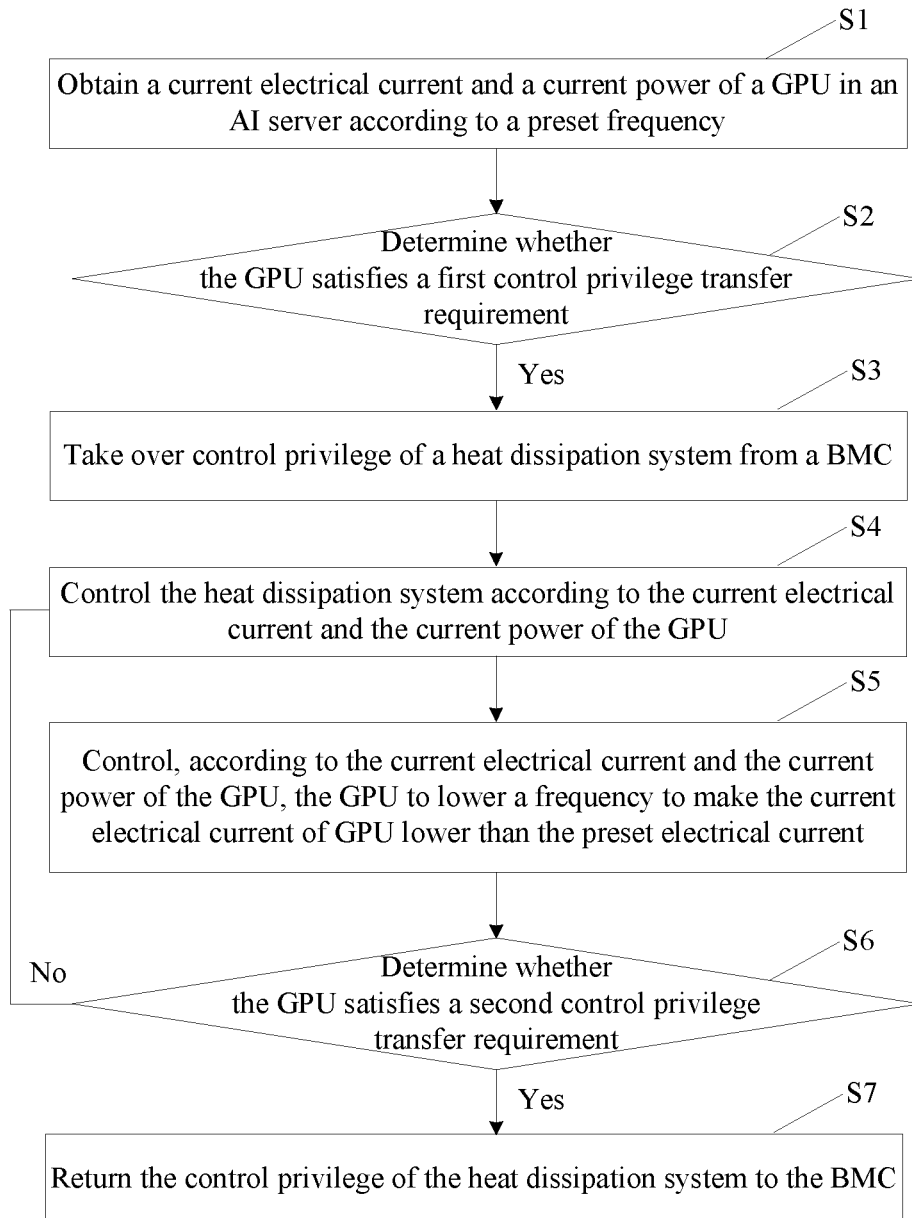 S1
Obtain a current electrical current and a current power of a GPU in an
AI server according to a preset frequency
S2
Determine whether
the GPU satisfies a first control privilege transfer
requirement
Yes
S3
Take over control privilege of a heat dissipation system from a BMC
S4
Control the heat dissipation system according to the current electrical
current and the current power of the GPU
S5
Control, according to the current electrical current and the current
power of the GPU, the GPU to lower a frequency to make the current
electrical current of GPU lower than the preset electrical current
S6
No
Determine whether
the GPU satisfies a second control privilege
transfer requirement
Yes
S7
Return the control privilege of the heat dissipation system to the BMC